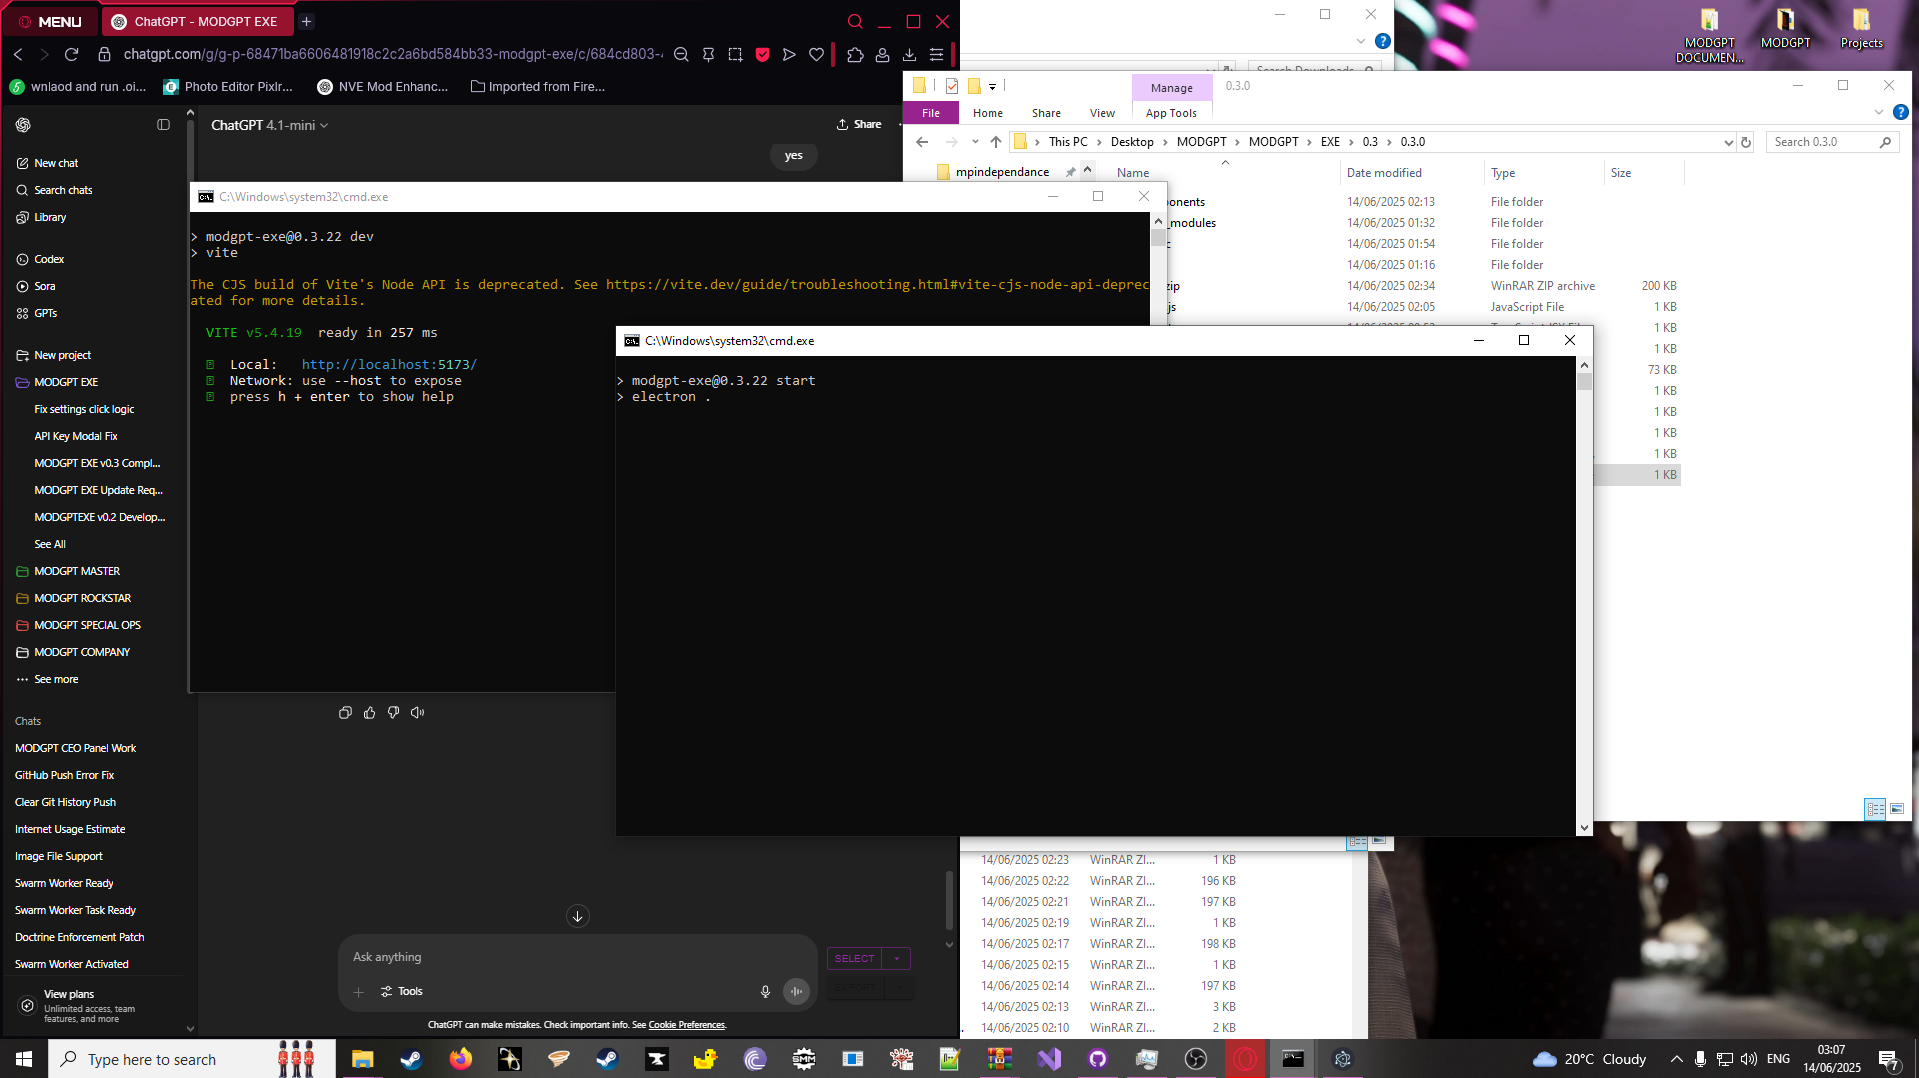 MENU
ChatGPT - MODGPT EXE
chatgpt.com/g/g-p-68471ba6606481918c2c2a6bd584bb33-modgpt-exe/c/684cd803-
wnlaod and run .oi...
Photo Editor Pixlr...
NVE Mod Enhanc...
Imported from Fire...
ChatGPT 4.1-mini
Share
yes
New chat
Search chats
Library
Codex
Sora
GPTs
New project
MODGPT EXE
Fix settings click logic
API Key Modal Fix
MODGPT EXE v0.3 Compl...
MODGPT EXE Update Req...
MODGPTEXE v0.2 Develop...
See All
MODGPT MASTER
MODGPT ROCKSTAR
MODGPT SPECIAL OPS
MODGPT COMPANY
See more
Chats
MODGPT CEO Panel Work
GitHub Push Error Fix
Clear Git History Push
Internet Usage Estimate
Image File Support
Swarm Worker Ready
Swarm Worker Task Ready
Doctrine Enforcement Patch
Swarm Worker Activated
View plans
Unlimited access, team
features, and more
C:\Windows\system32\cmd.exe
> modgpt-exe@0.3.22 dev
> vite
The CJS build of Vite's Node API is deprecated. See https://vite.dev/guide/troubleshooting.html#vite-cjs-node-api-deprec
ated for more details.
VITE v5.4.19 ready in 257 ms
Local: http://localhost:5173/
Network: use --host to expose
press h + enter to show help
C:\Windows\system32\cmd.exe
> modgpt-exe@0.3.22 start
> electron .
Ask anything
Tools
SELECT
EXPORT
ChatGPT can make mistakes. Check important info. See Cookie Preferences.
Search Downloads
Manage
0.3.0
File
Home
Share
View
App Tools
This PC > Desktop > MODGPT > MODGPT > EXE > 0.3 > 0.3.0
Search 0.3.0
mpindependance
Name
Date modified
Type
Size
onents 14/06/2025 02:13 File folder
_modules 14/06/2025 01:32 File folder
14/06/2025 01:54 File folder
14/06/2025 01:16 File folder
zip 14/06/2025 02:34 WinRAR ZIP archive 200 KB
js 14/06/2025 02:05 JavaScript File 1 KB
1 KB
1 KB
73 KB
1 KB
1 KB
1 KB
1 KB
1 KB
14/06/2025 02:23 WinRAR ZI... 1 KB
14/06/2025 02:22 WinRAR ZI... 196 KB
14/06/2025 02:21 WinRAR ZI... 197 KB
14/06/2025 02:19 WinRAR ZI... 1 KB
14/06/2025 02:17 WinRAR ZI... 198 KB
14/06/2025 02:15 WinRAR ZI... 1 KB
14/06/2025 02:14 WinRAR ZI... 197 KB
14/06/2025 02:13 WinRAR ZI... 3 KB
14/06/2025 02:10 WinRAR ZI... 2 KB
MODGPT
DOCUMEN...
MODGPT
Projects
Type here to search
SMM
20°C Cloudy
ENG
03:07
14/06/2025
7